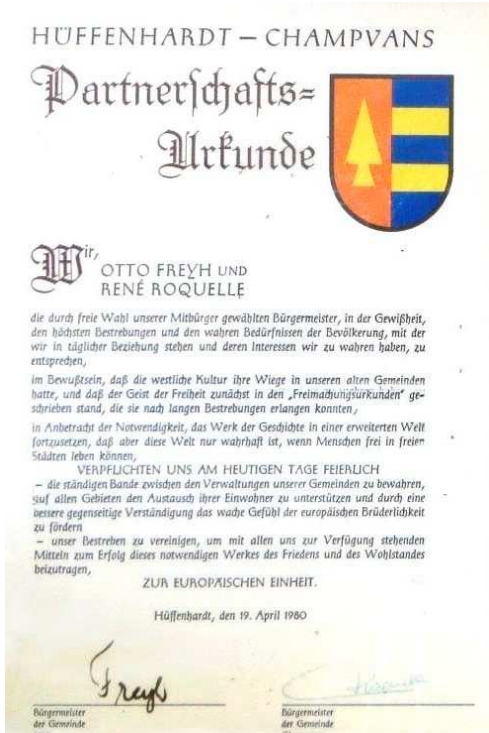 HÜFFENHARDT – CHAMPVANS
Partnerschafts=
Urkunde
Wir,
OTTO FREYH UND
RENÉ ROQUELLE
die durch freie Wahl unserer Mitbürger gewählten Bürgermeister, in der Gewißheit,
den höchsten Bestrebungen und den wahren Bedürfnissen der Bevölkerung, mit der
wir in täglicher Beziehung stehen und deren Interessen wir zu wahren haben, zu
entsprechen,
im Bewußtsein, daß die westliche Kultur ihre Wiege in unseren alten Gemeinden
hatte, und daß der Geist der Freiheit zunächst in den „Freimachungsurkunden" ge-
schrieben stand, die sie nach langen Bestrebungen erlangen konnten,
in Anbetracht der Notwendigkeit, das Werk der Geschichte in einer erweiterten Welt
fortzusetzen, daß aber diese Welt nur wahrhaft ist, wenn Menschen frei in freien
Städten leben können,
VERPFLICHTEN UNS AM HEUTIGEN TAGE FEIERLICH
– die ständigen Bande zwischen den Verwaltungen unserer Gemeinden zu bewahren,
auf allen Gebieten den Austausch ihrer Einwohner zu unterstützen und durch eine
bessere gegenseitige Verständigung das wache Gefühl der europäischen Brüderlichkeit
zu fördern
– unser Bestreben zu vereinigen, um mit allen uns zur Verfügung stehenden
Mitteln zum Erfolg dieses notwendigen Werkes des Friedens und des Wohlstandes
beizutragen,
ZUR EUROPÄISCHEN EINHEIT.
Hüffenhardt, den 19. April 1980
Freyh
Bürgermeister
der Gemeinde
Bürgermeister
der Gemeinde